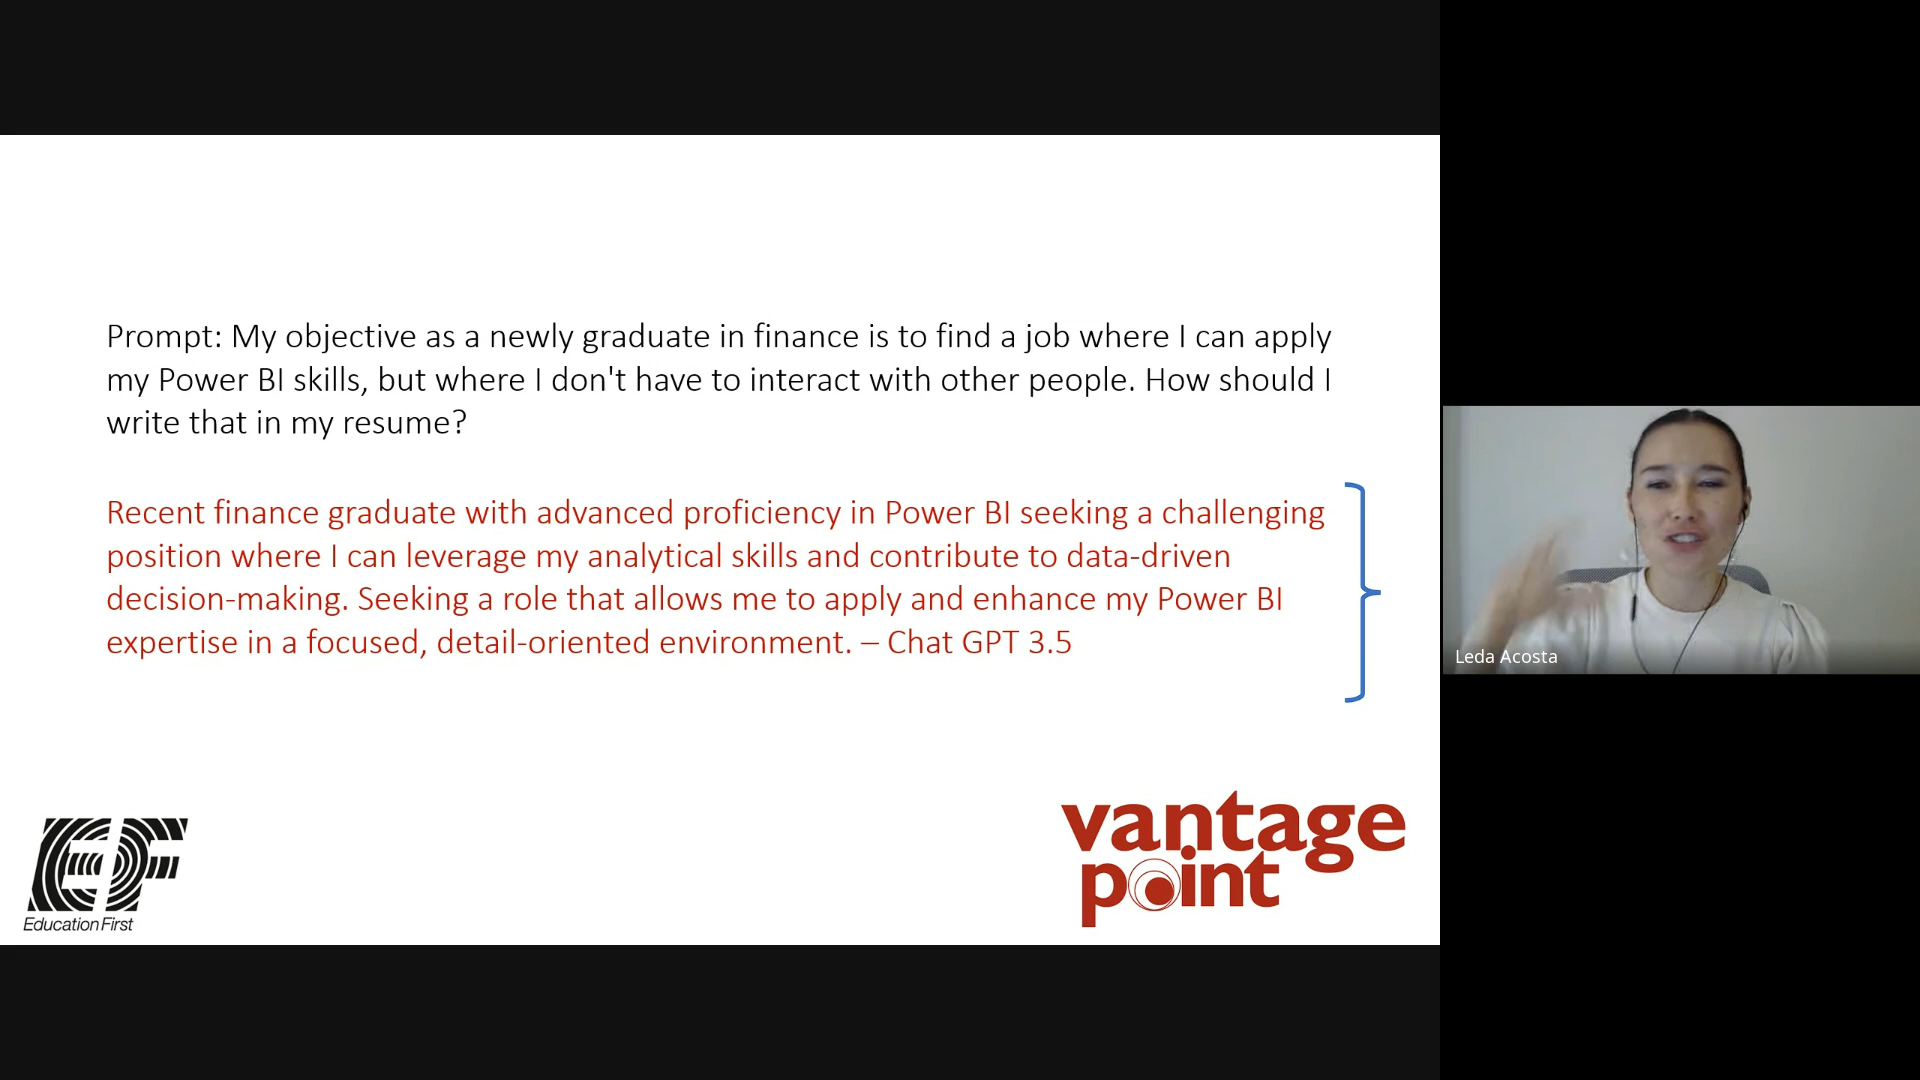 Prompt: My objective as a newly graduate in finance is to find a job where I can apply
my Power BI skills, but where I don't have to interact with other people. How should I
write that in my resume?
Recent finance graduate with advanced proficiency in Power BI seeking a challenging
position where I can leverage my analytical skills and contribute to data-driven
decision-making. Seeking a role that allows me to apply and enhance my Power BI
expertise in a focused, detail-oriented environment. – Chat GPT 3.5
Leda Acosta
EF
Education First
vantage
point